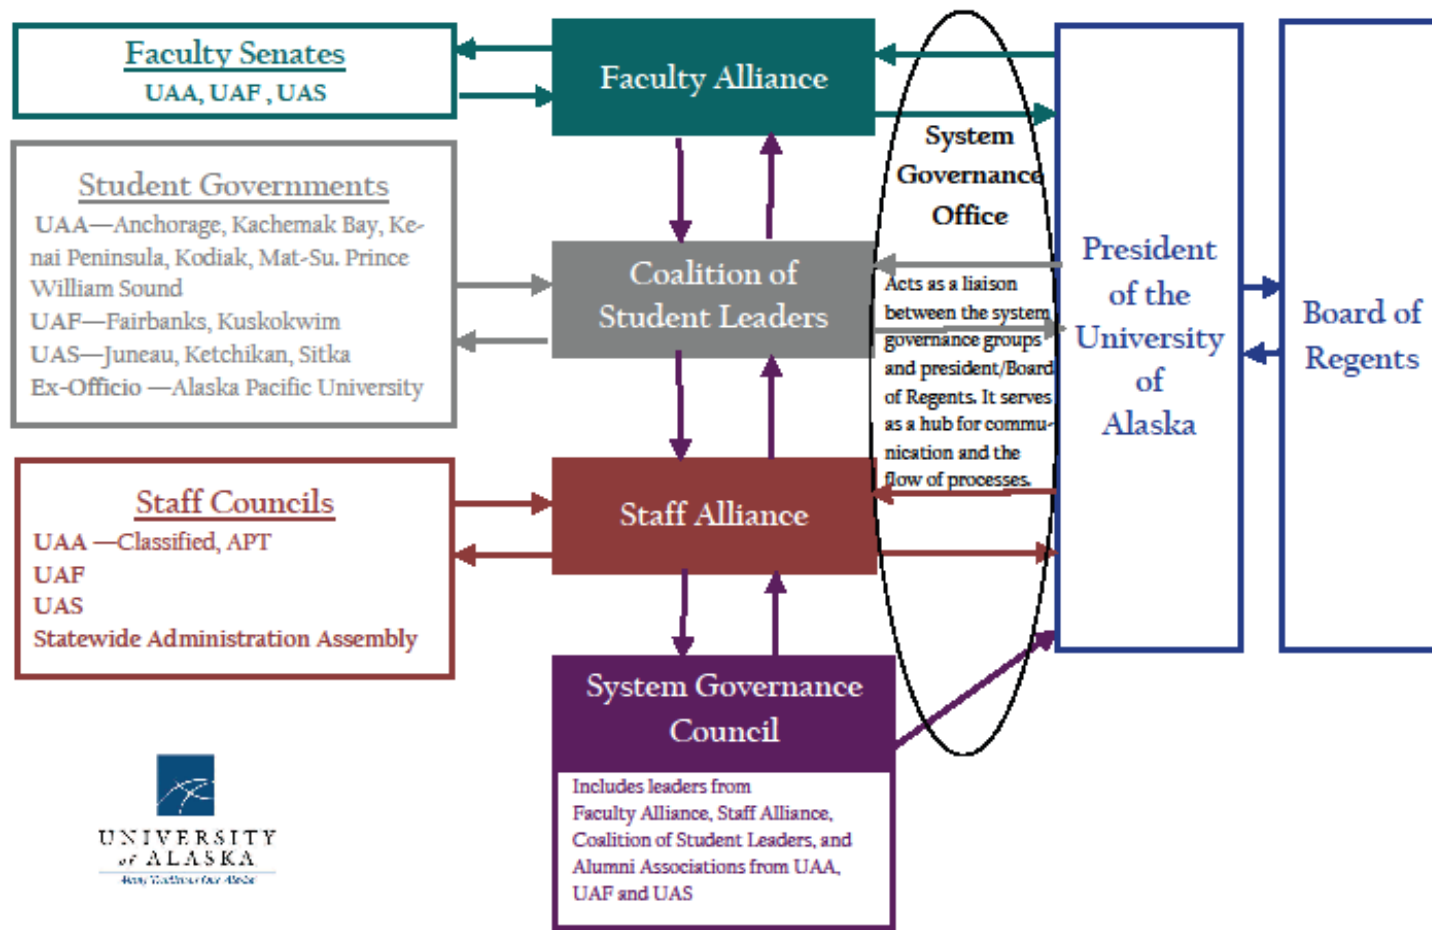 Faculty Senates
UAA, UAF , UAS
Student Governments
UAA—Anchorage, Kachemak Bay, Ke-
nai Peninsula, Kodiak, Mat-Su. Prince
William Sound
UAF—Fairbanks, Kuskokwim
UAS—Juneau, Ketchikan, Sitka
Ex-Officio —Alaska Pacific University
Staff Councils
UAA —Classified, APT
UAF
UAS
Statewide Administration Assembly
Faculty Alliance
Coalition of
Student Leaders
Staff Alliance
System Governance
Council
Includes leaders from
Faculty Alliance, Staff Alliance,
Coalition of Student Leaders, and
Alumni Associations from UAA,
UAF and UAS
System
Governance
Office
Acts as a liaison
between the system
governance groups
and president/Board
of Regents. It serves
as a hub for commu-
nication and the
flow of processes.
President
of the
University
of
Alaska
Board of
Regents
UNIVERSITY
of ALASKA
Many Traditions One Alaska